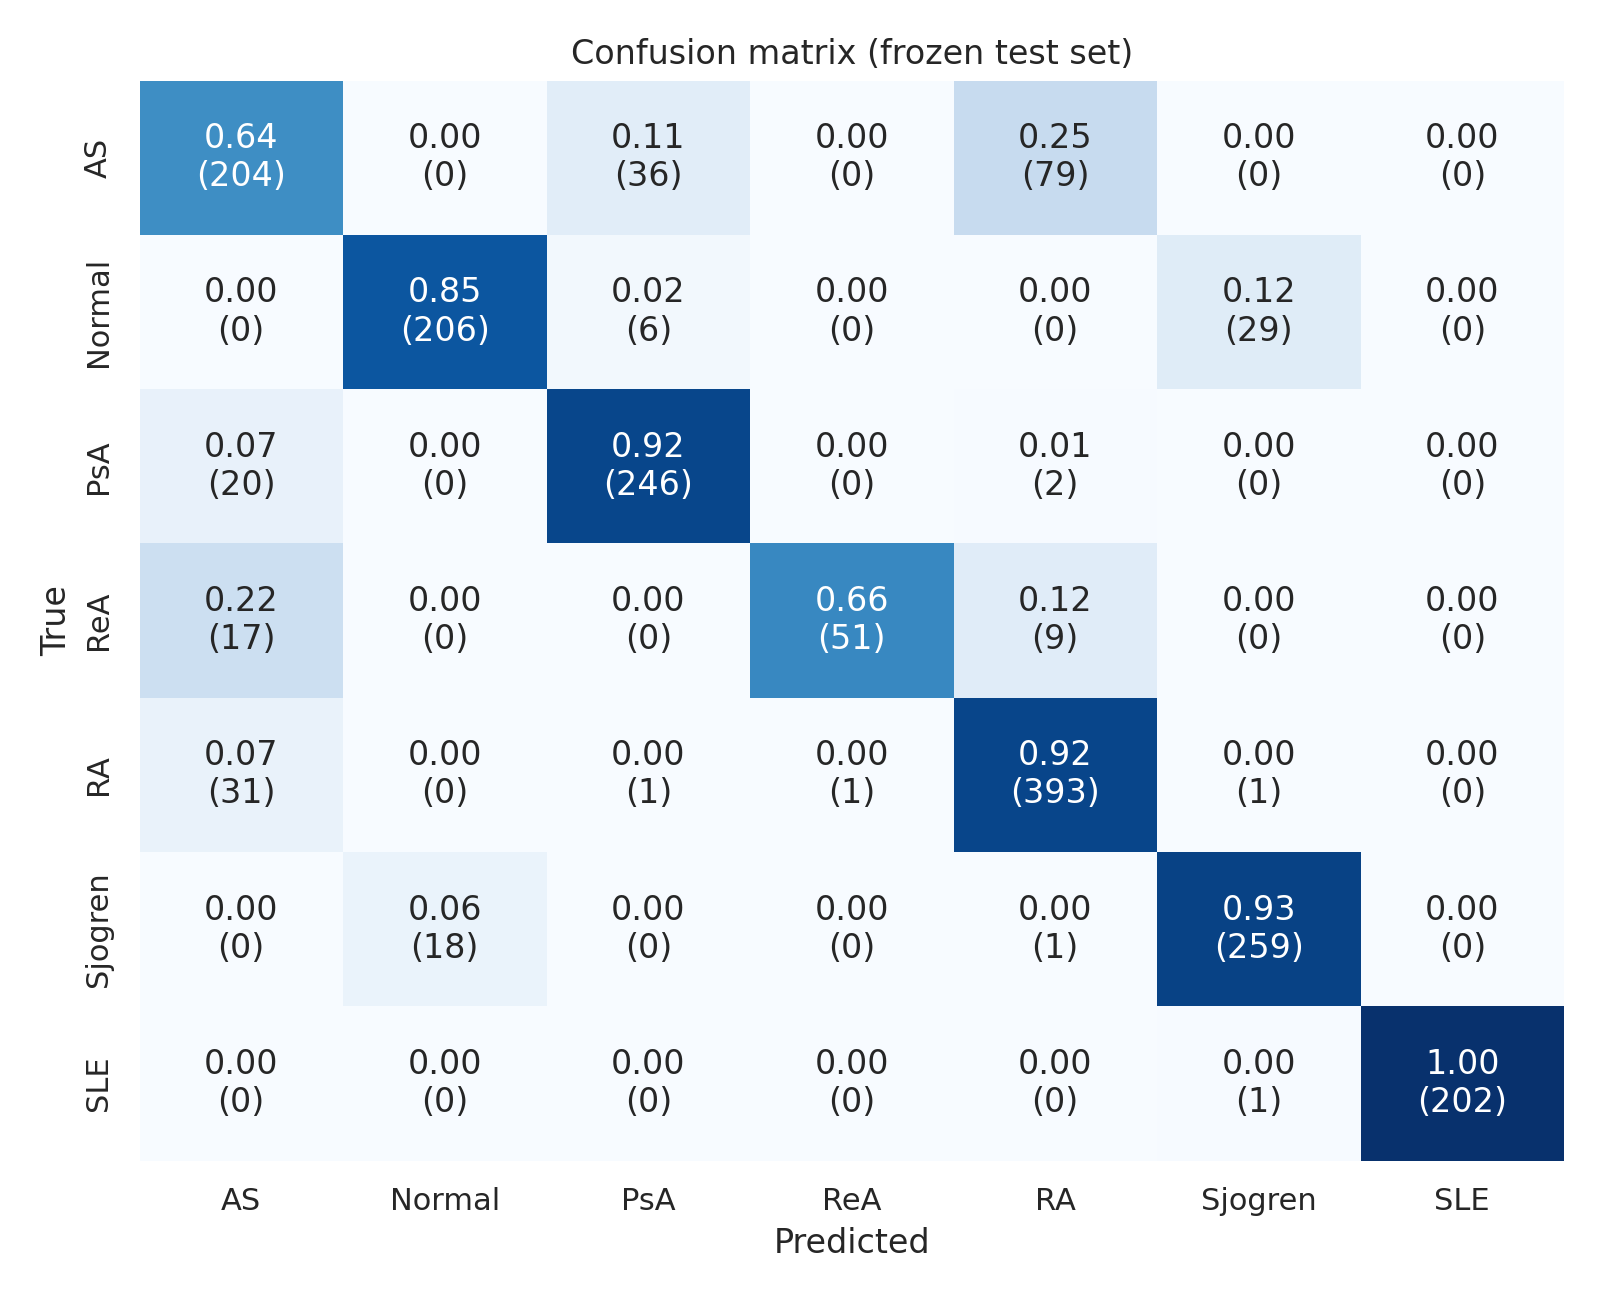 Confusion matrix (frozen test set)
True
AS
0.64 0.00 0.11 0.00 0.25 0.00 0.00
(204) (0) (36) (0) (79) (0) (0)
Normal
0.00 0.85 0.02 0.00 0.00 0.12 0.00
(0) (206) (6) (0) (0) (29) (0)
PsA
0.07 0.00 0.92 0.00 0.01 0.00 0.00
(20) (0) (246) (0) (2) (0) (0)
ReA
0.22 0.00 0.00 0.66 0.12 0.00 0.00
(17) (0) (0) (51) (9) (0) (0)
RA
0.07 0.00 0.00 0.00 0.92 0.00 0.00
(31) (0) (1) (1) (393) (1) (0)
Sjogren
0.00 0.06 0.00 0.00 0.00 0.93 0.00
(0) (18) (0) (0) (1) (259) (0)
SLE
0.00 0.00 0.00 0.00 0.00 0.00 1.00
(0) (0) (0) (0) (0) (1) (202)
AS Normal PsA ReA RA Sjogren SLE
Predicted